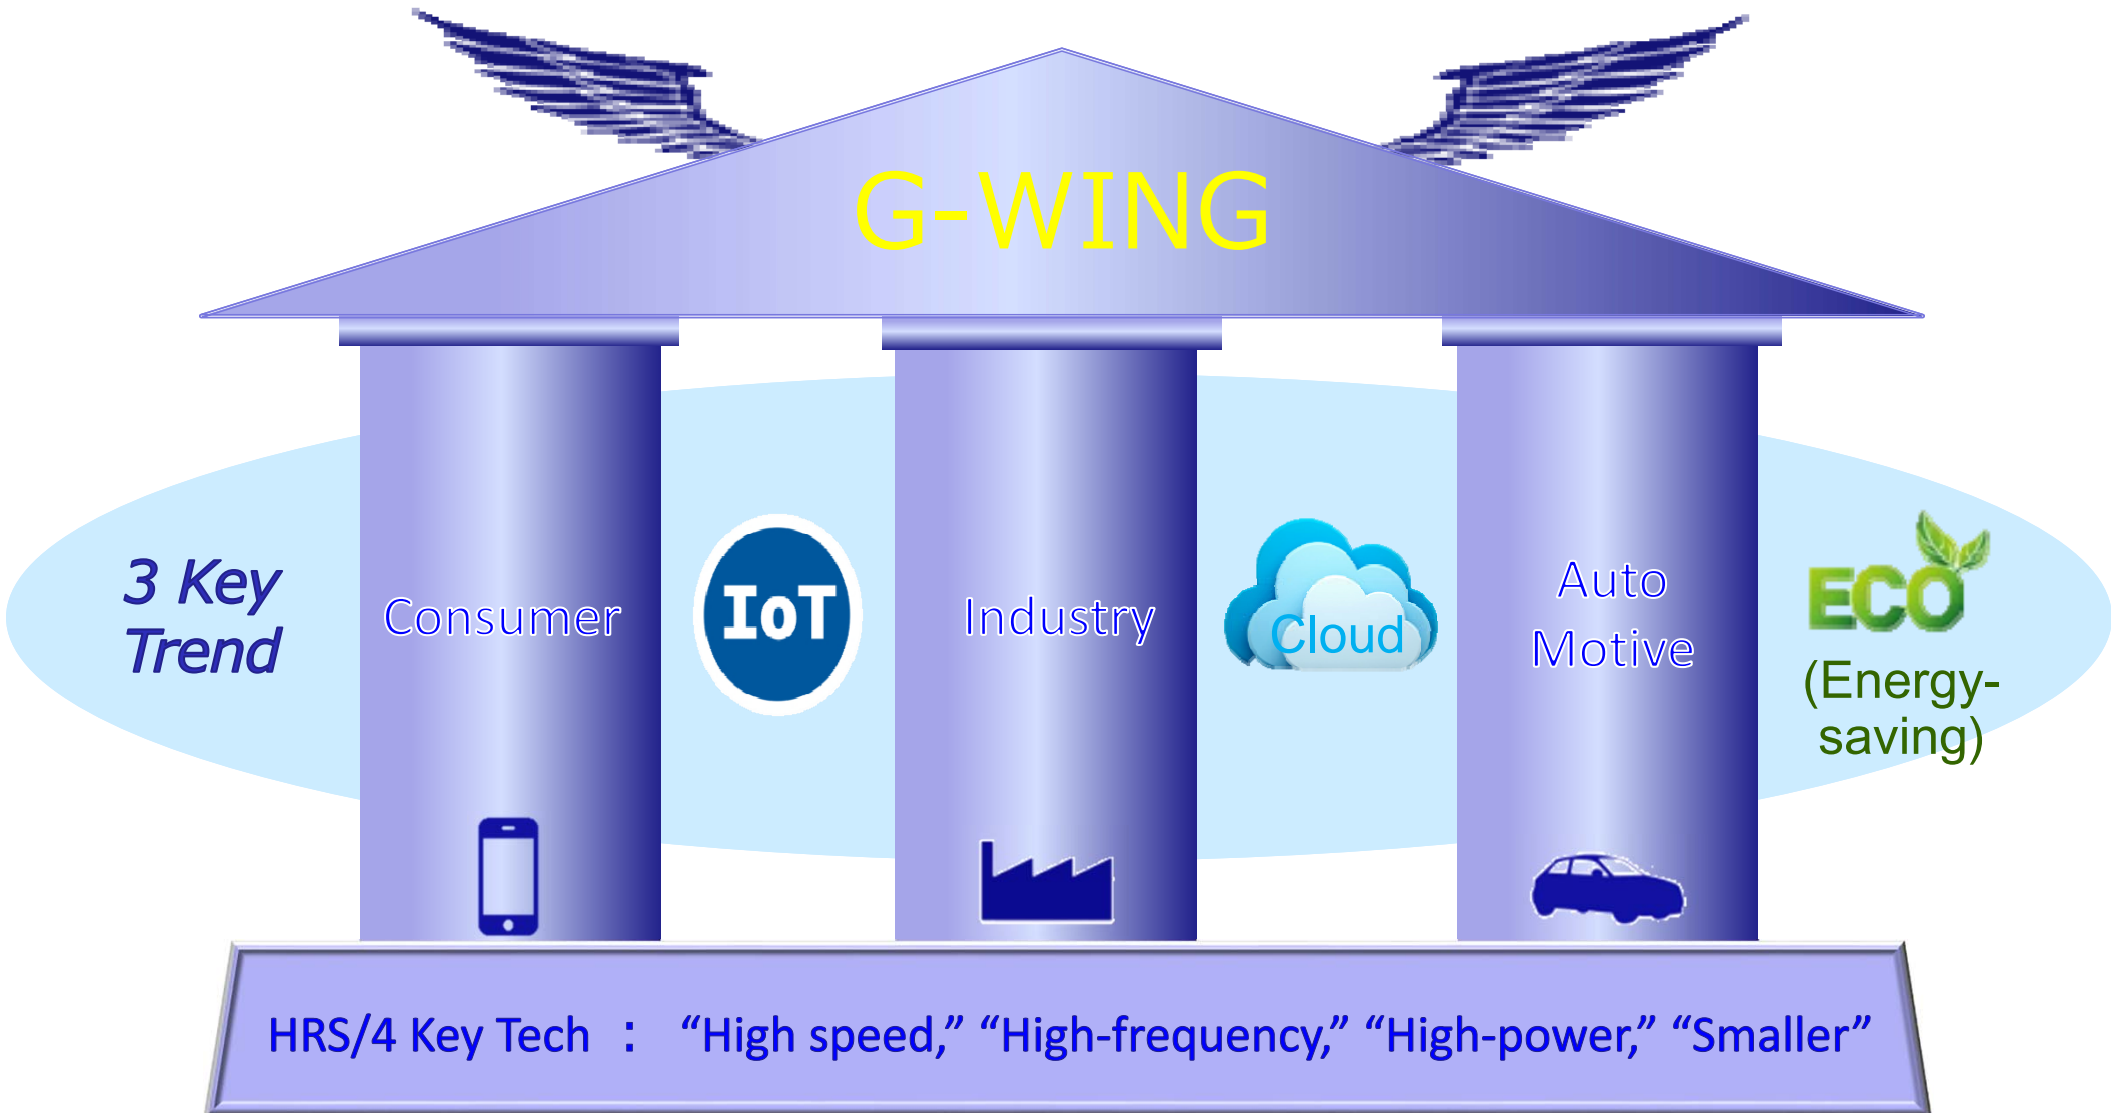 G-WING
3 Key
Trend
Consumer
IoT
Industry
Cloud
Auto
Motive
ECO
(Energy-
saving)
HRS/4 Key Tech : “High speed,” “High-frequency,” “High-power,” “Smaller”